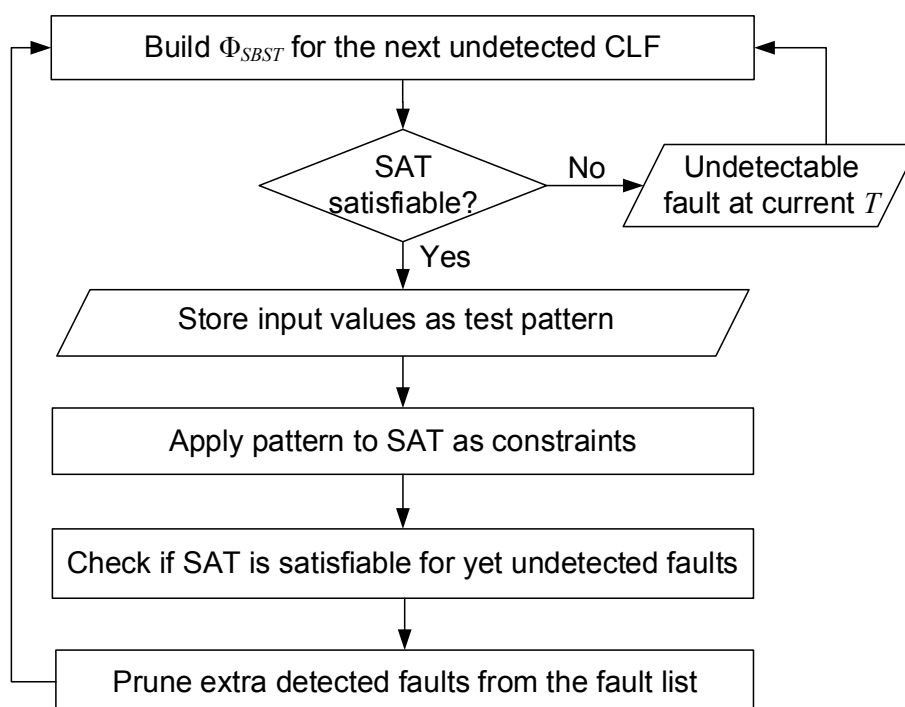 Build Φ_SBST for the next undetected CLF
SAT
satisfiable?
No
Undetectable
fault at current T
Yes
Store input values as test pattern
Apply pattern to SAT as constraints
Check if SAT is satisfiable for yet undetected faults
Prune extra detected faults from the fault list